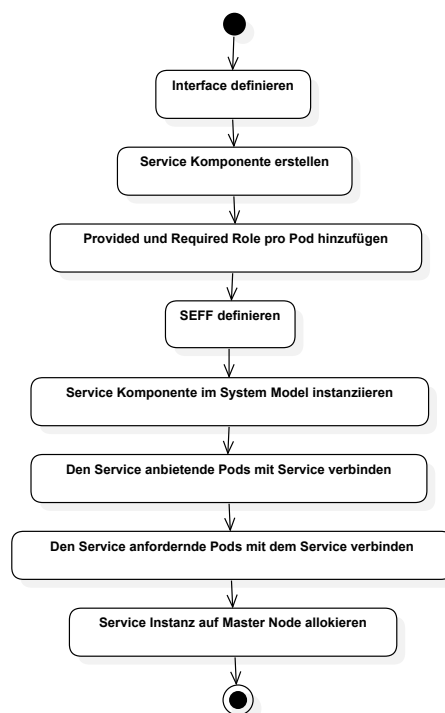 Interface definieren
Service Komponente erstellen
Provided und Required Role pro Pod hinzufügen
SEFF definieren
Service Komponente im System Model instanziieren
Den Service anbietende Pods mit Service verbinden
Den Service anfordernde Pods mit dem Service verbinden
Service Instanz auf Master Node allokieren